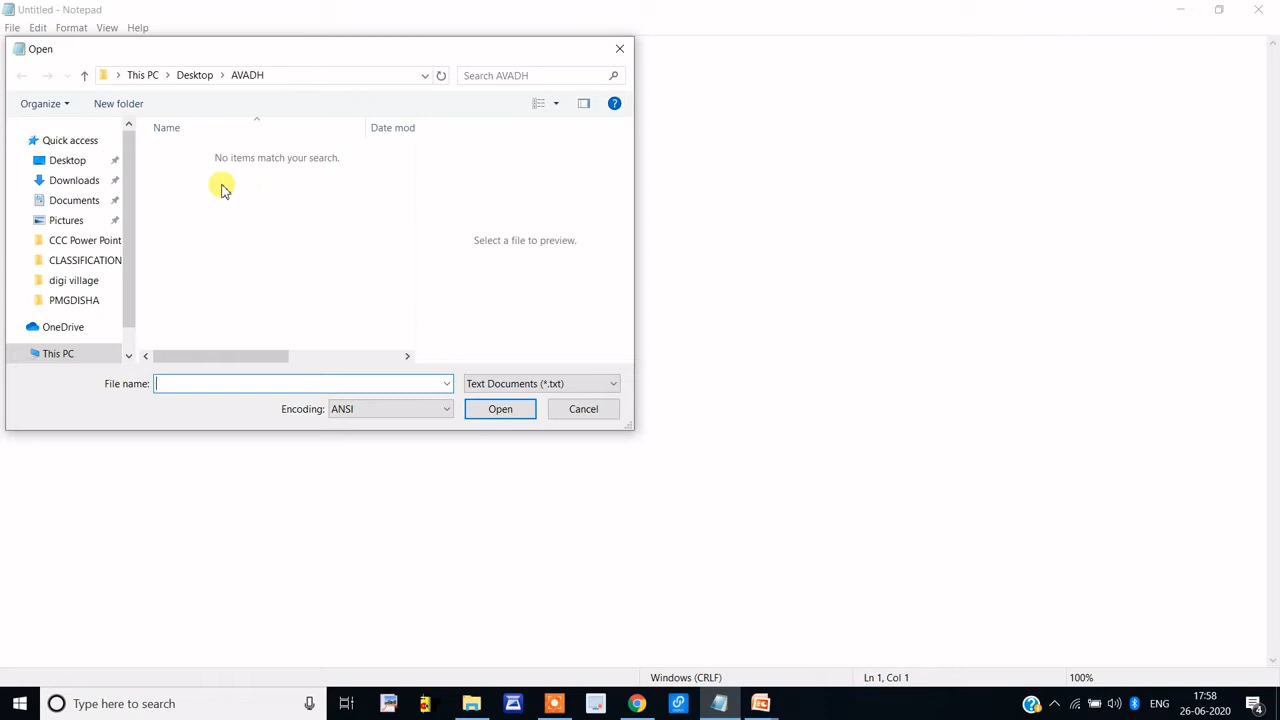 Untitled - Notepad
File Edit Format View Help
Open
This PC Desktop AVADH
Search AVADH
Organize
New folder
Name
Date mod
Quick access
Desktop
Downloads
Documents
Pictures
CCC Power Point
CLASSIFICATION
digi village
PMGDISHA
OneDrive
This PC
No items match your search.
Select a file to preview.
File name:
Text Documents (*.txt)
Encoding: ANSI
Open
Cancel
Windows (CRLF)
Ln 1, Col 1
100%
Type here to search
ENG
17:58
26-06-2020
4